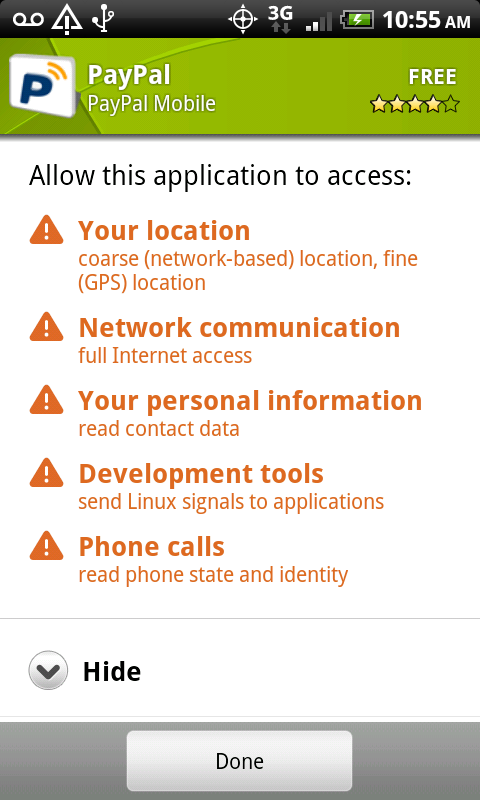 3G 10:55 AM
PayPal FREE
PayPal Mobile
Allow this application to access:
Your location
coarse (network-based) location, fine
(GPS) location
Network communication
full Internet access
Your personal information
read contact data
Development tools
send Linux signals to applications
Phone calls
read phone state and identity
Hide
Done